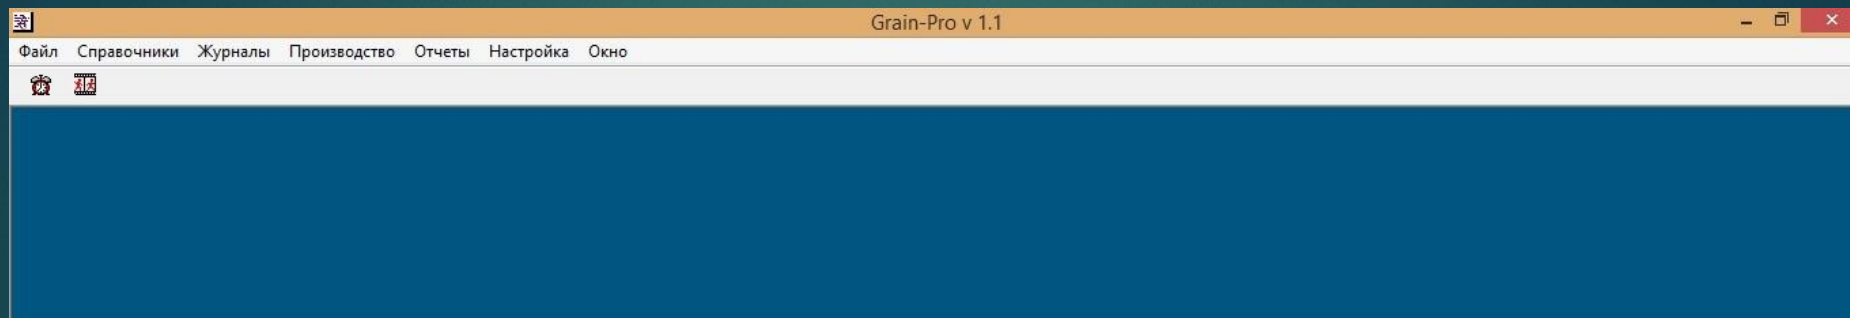 Grain-Pro v 1.1
Файл Справочники Журналы Производство Отчеты Настройка Окно